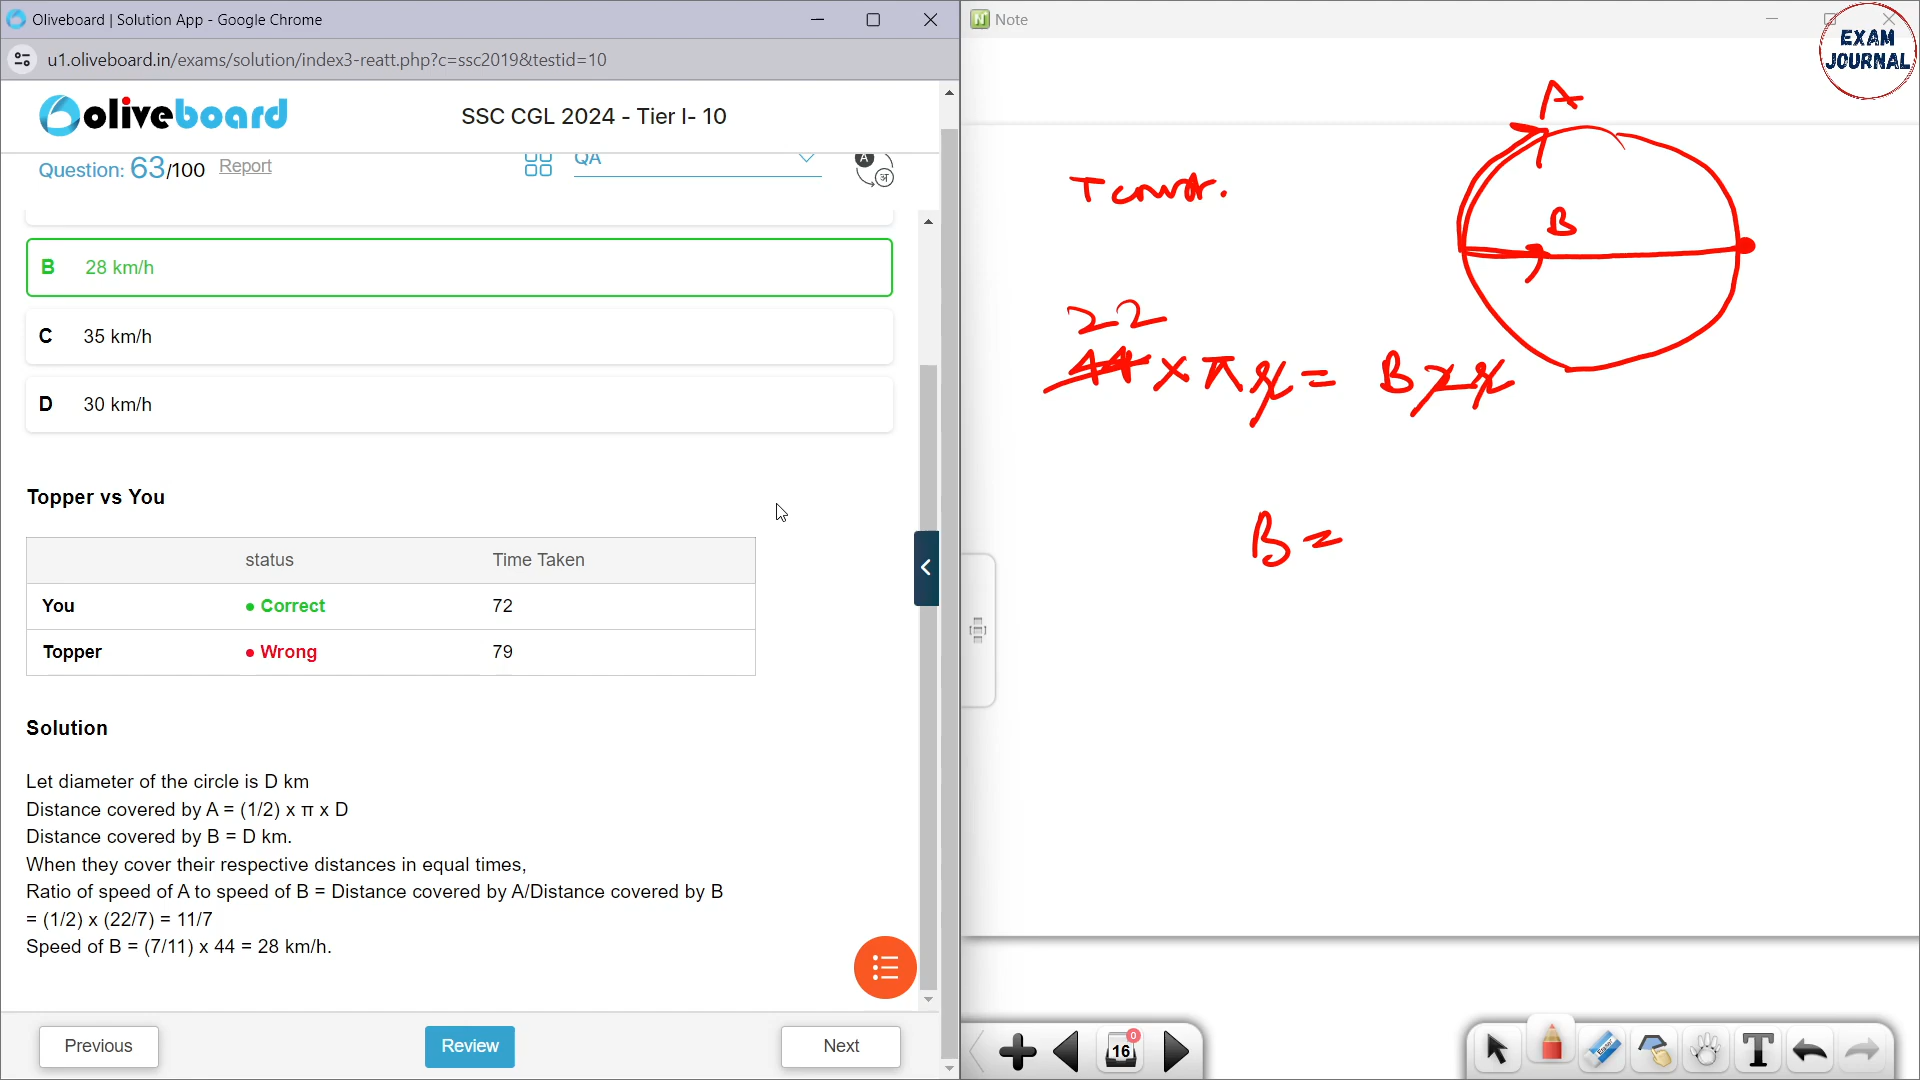 Oliveboard | Solution App - Google Chrome
u1.oliveboard.in/exams/solution/index3-reatt.php?c=ssc2019&testid=10
oliveboard
SSC CGL 2024 - Tier I- 10
Question: 63/100 Report
QA
A
अ
B 28 km/h
C 35 km/h
D 30 km/h
Topper vs You
status Time Taken
You Correct 72
Topper Wrong 79
Solution
Let diameter of the circle is D km
Distance covered by A = (1/2) x π x D
Distance covered by B = D km.
When they cover their respective distances in equal times,
Ratio of speed of A to speed of B = Distance covered by A/Distance covered by B
= (1/2) x (22/7) = 11/7
Speed of B = (7/11) x 44 = 28 km/h.
Previous Review Next
N Note
EXAM
JOURNAL
A
B
22
44 × π r = B 2 r
B =
16
0
T